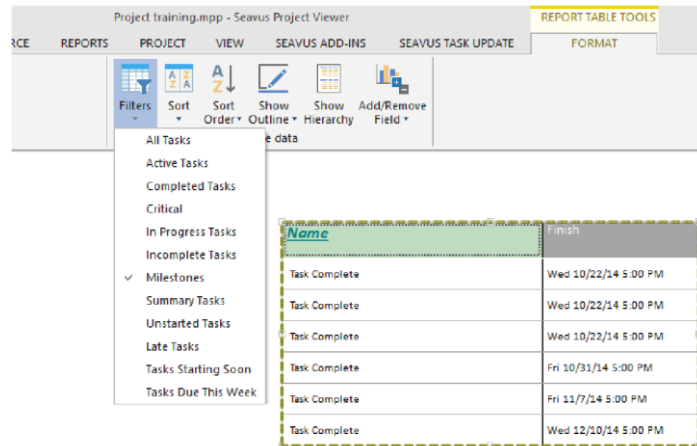 Project training.mpp - Seavus Project Viewer
REPORT TABLE TOOLS
RCE REPORTS PROJECT VIEW SEAVUS ADD-INS SEAVUS TASK UPDATE FORMAT
Filters Sort Sort Order Show Outline Show Hierarchy Add/Remove Field
e data
All Tasks
Active Tasks
Completed Tasks
Critical
In Progress Tasks
Incomplete Tasks
Milestones
Summary Tasks
Unstarted Tasks
Late Tasks
Tasks Starting Soon
Tasks Due This Week
Name Finish
Task Complete Wed 10/22/14 5:00 PM
Task Complete Wed 10/22/14 5:00 PM
Task Complete Wed 10/22/14 5:00 PM
Task Complete Fri 10/31/14 5:00 PM
Task Complete Fri 11/7/14 5:00 PM
Task Complete Wed 12/10/14 5:00 PM